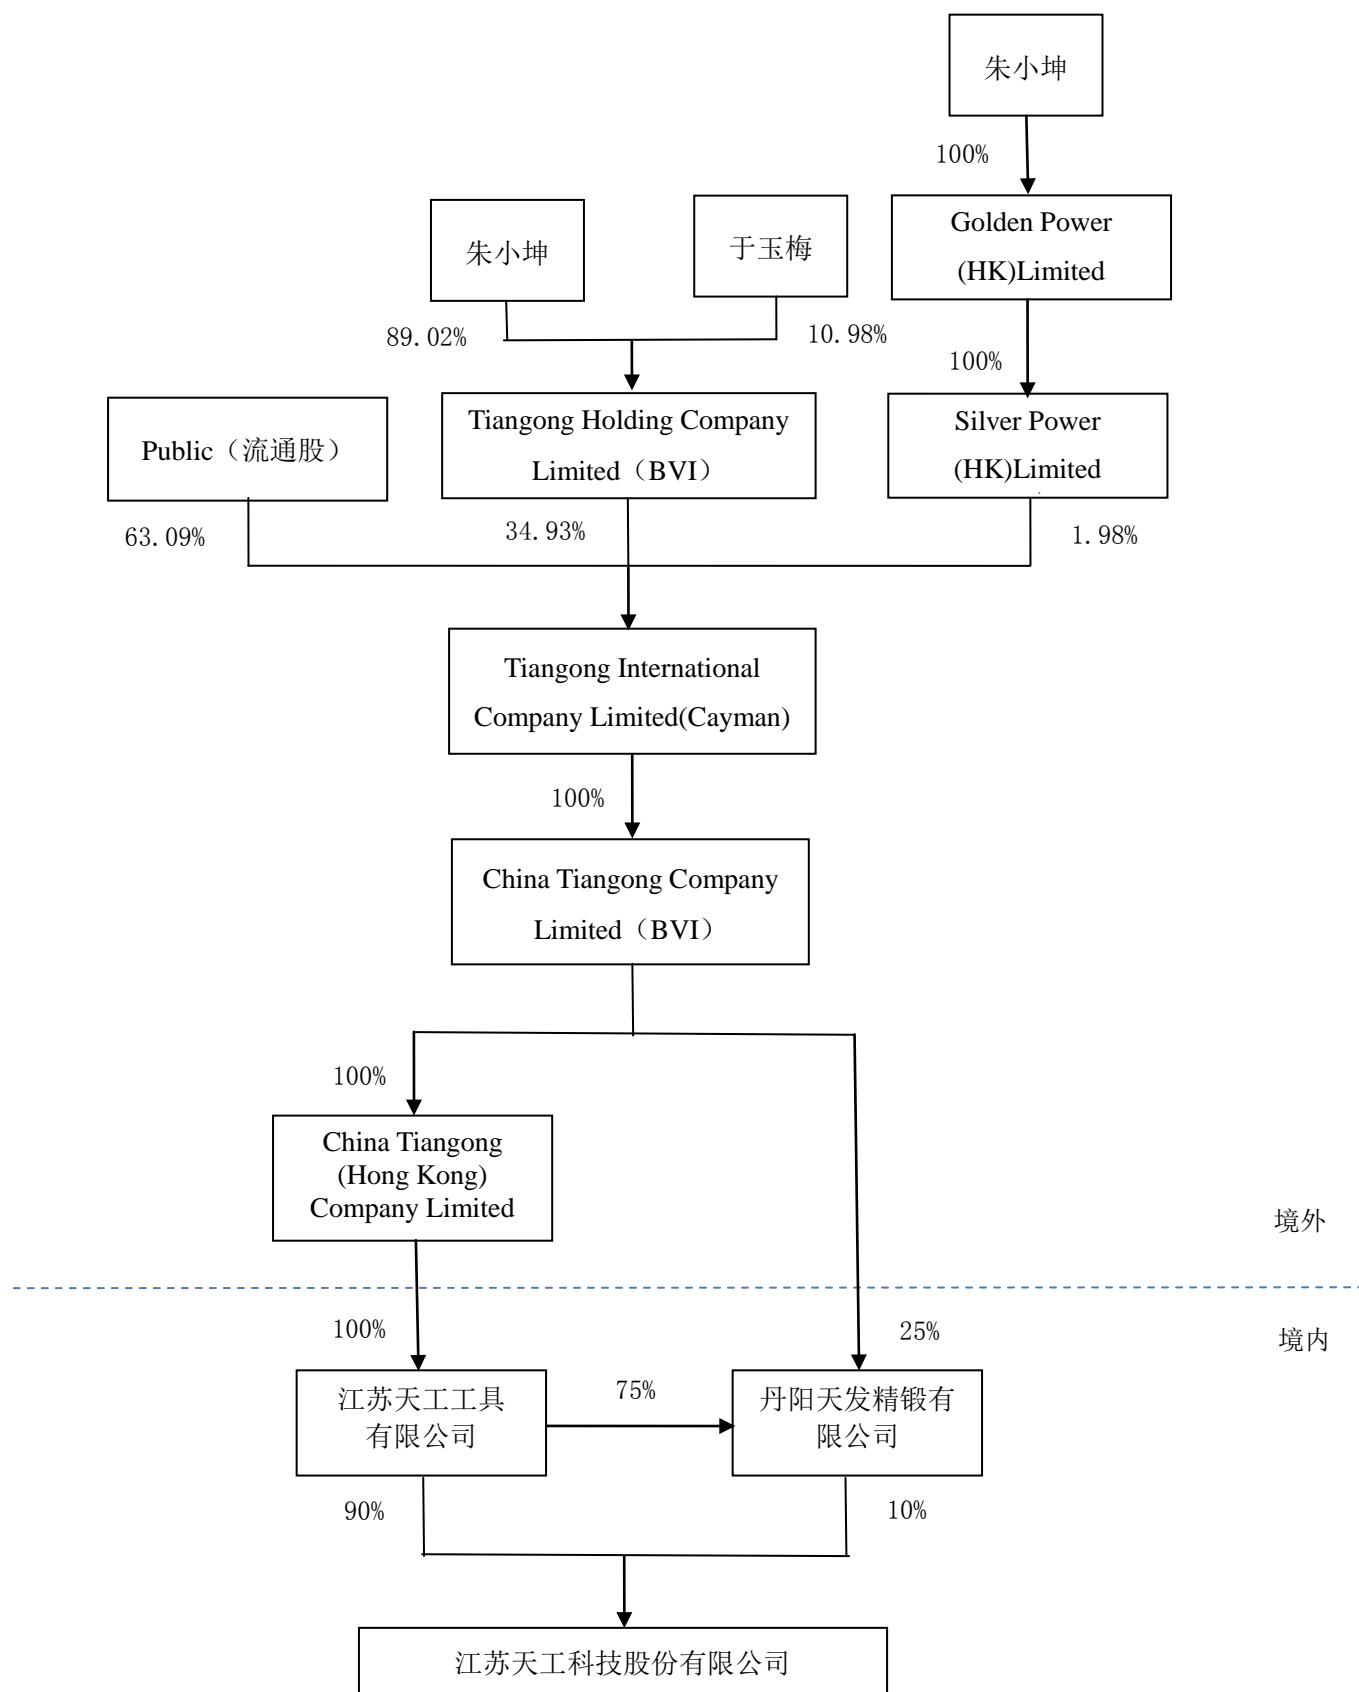 朱小坤
100%
Golden Power
(HK)Limited
朱小坤
于玉梅
89.02%
10.98%
100%
Public（流通股）
Tiangong Holding Company
Limited（BVI）
Silver Power
(HK)Limited
63.09%
34.93%
1.98%
Tiangong International
Company Limited(Cayman)
100%
China Tiangong Company
Limited（BVI）
100%
China Tiangong
(Hong Kong)
Company Limited
境外
100%
25%
境内
江苏天工工具
有限公司
75%
丹阳天发精锻有
限公司
90%
10%
江苏天工科技股份有限公司